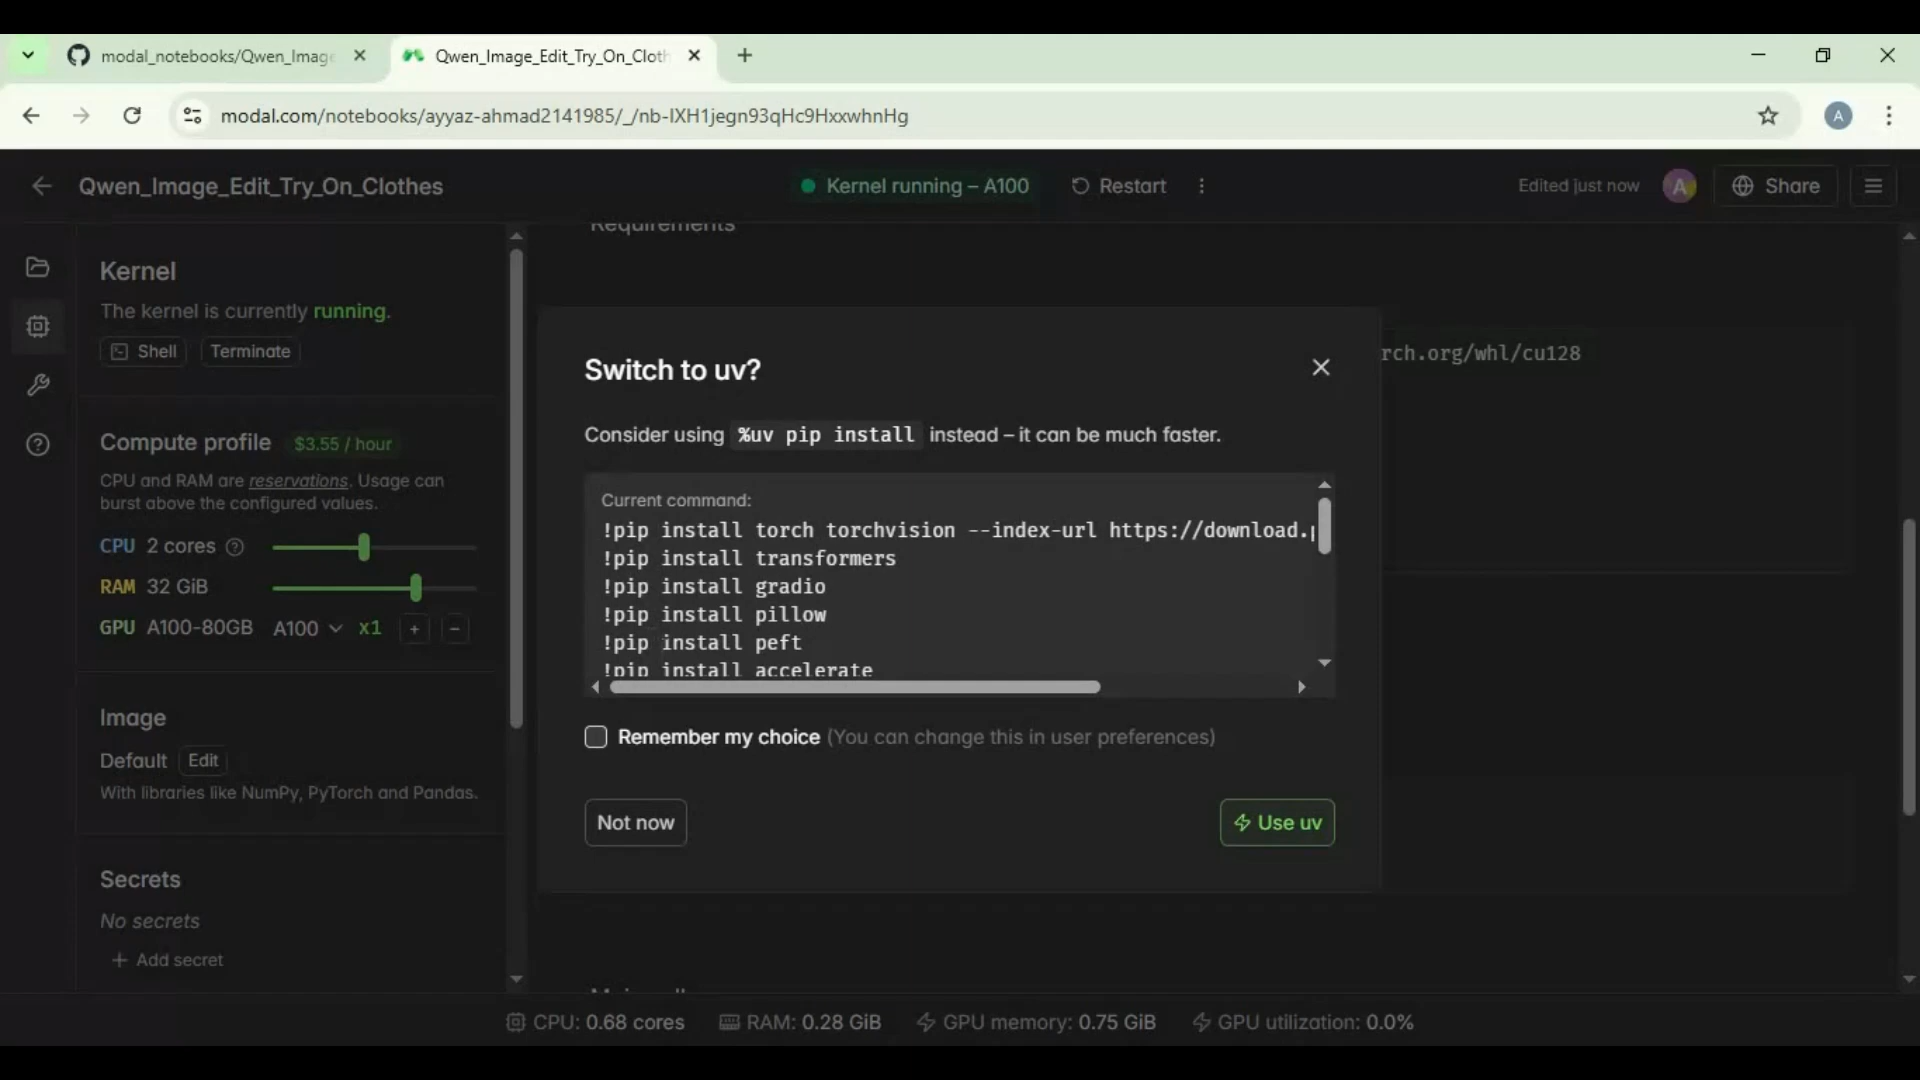 modal_notebooks/Qwen_Image
Qwen_Image_Edit_Try_On_Cloth
modal.com/notebooks/ayyaz-ahmad2141985/_/nb-IXH1jegn93qHc9HxxwhnHg
A
Qwen_Image_Edit_Try_On_Clothes
Kernel running – A100
Restart
Edited just now
A
Share
Kernel
The kernel is currently running.
Shell
Terminate
Compute profile $3.55 / hour
CPU and RAM are reservations. Usage can
burst above the configured values.
CPU 2 cores
RAM 32 GiB
GPU A100-80GB A100 x1 + -
Image
Default Edit
With libraries like NumPy, PyTorch and Pandas.
Secrets
No secrets
+ Add secret
Requirements
rch.org/whl/cu128
Switch to uv?
Consider using %uv pip install instead – it can be much faster.
Current command:
!pip install torch torchvision --index-url https://download.p
!pip install transformers
!pip install gradio
!pip install pillow
!pip install peft
!pip install accelerate
Remember my choice (You can change this in user preferences)
Not now
Use uv
CPU: 0.68 cores
RAM: 0.28 GiB
GPU memory: 0.75 GiB
GPU utilization: 0.0%